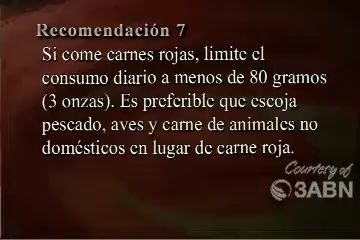 Recomendación 7
Si come carnes rojas, limite el
consumo diario a menos de 80 gramos
(3 onzas). Es preferible que escoja
pescado, aves y carne de animales no
domésticos en lugar de carne roja.
Courtesy of
3ABN